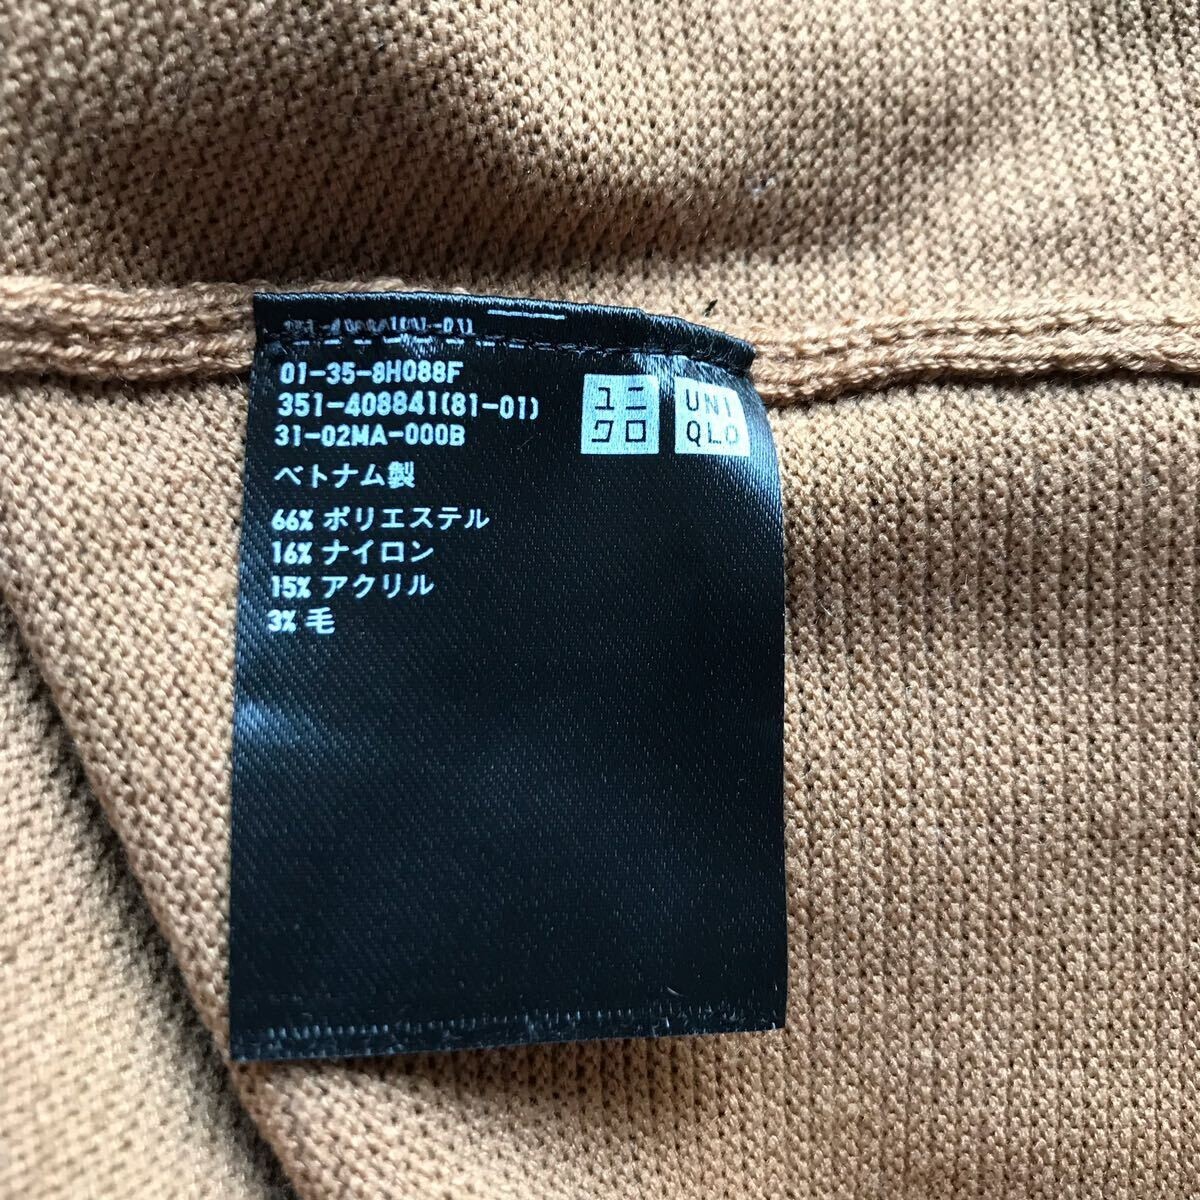 01-35-8H088F
351-408841(81-01)
31-02MA-000B
ユニ
クロ
UNI
QLO
ベトナム製
66% ポリエステル
16% ナイロン
15% アクリル
3% 毛